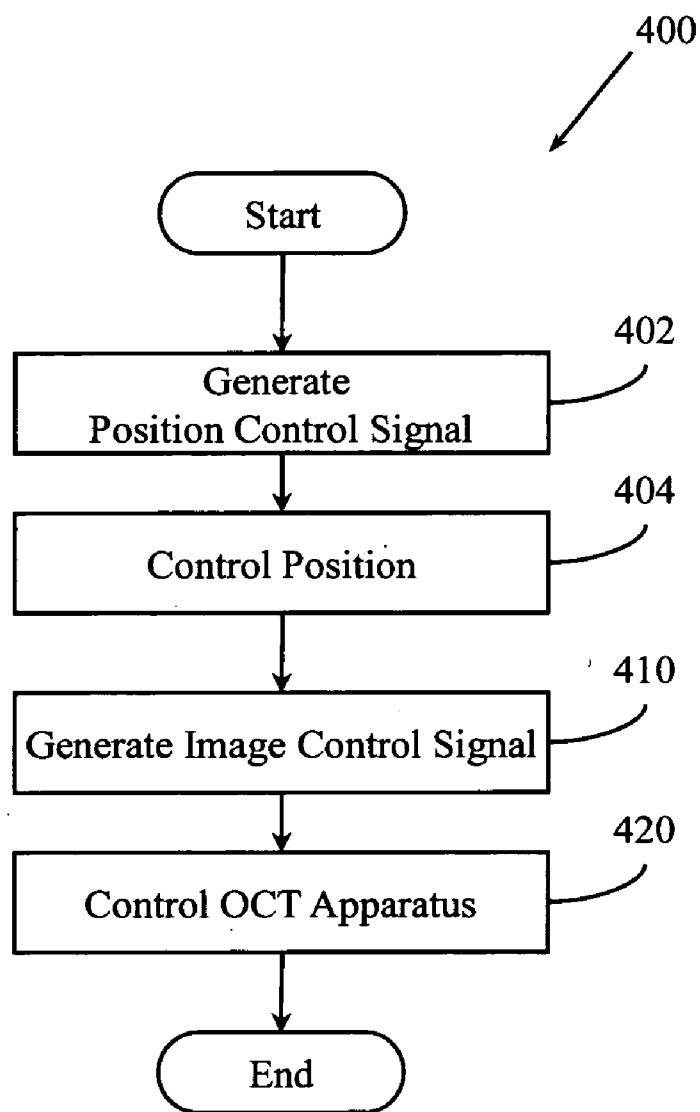 400
Start
402
Generate
Position Control Signal
404
Control Position
410
Generate Image Control Signal
420
Control OCT Apparatus
End